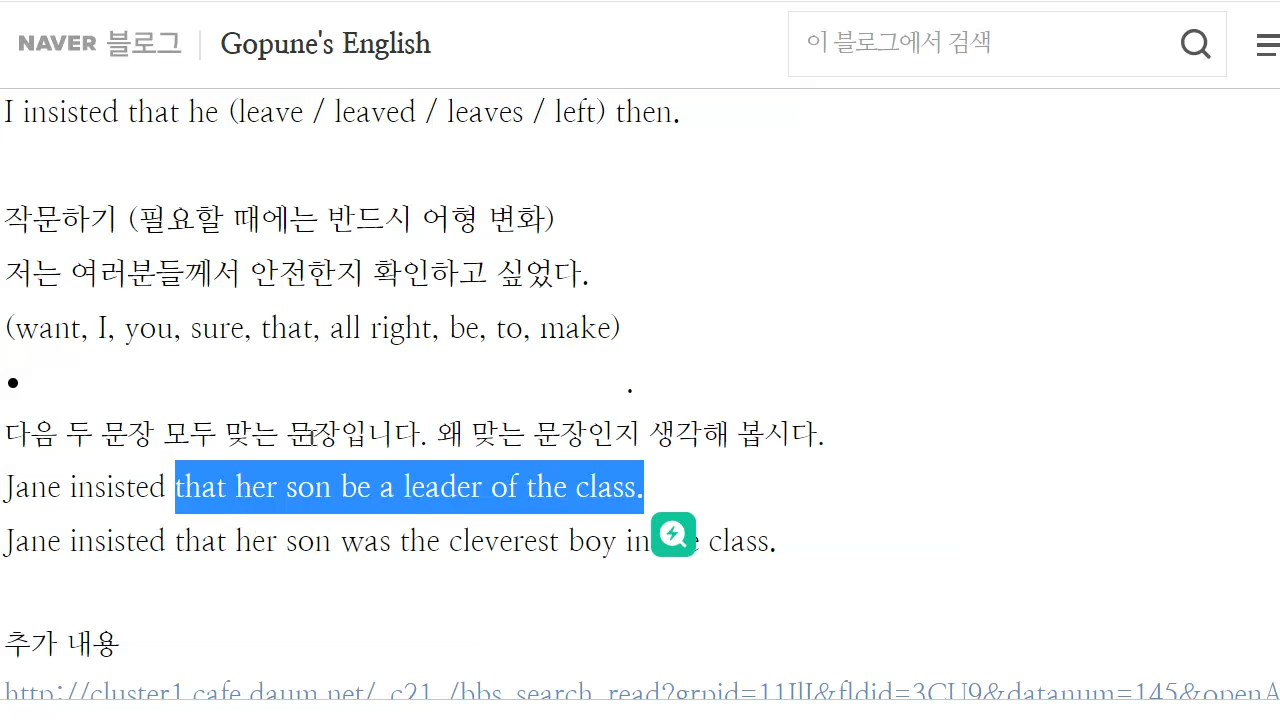 NAVER 블로그 | Gopune's English
이 블로그에서 검색
I insisted that he (leave / leaved / leaves / left) then.
작문하기 (필요할 때에는 반드시 어형 변화)
저는 여러분들께서 안전한지 확인하고 싶었다.
(want, I, you, sure, that, all right, be, to, make)
● .
다음 두 문장 모두 맞는 문장입니다. 왜 맞는 문장인지 생각해 봅시다.
Jane insisted that her son be a leader of the class.
Jane insisted that her son was the cleverest boy in class.
추가 내용